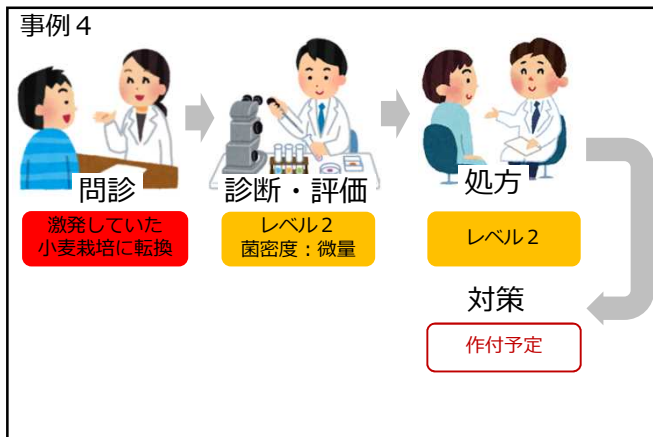 事例４
問診
激発していた
小麦栽培に転換
診断・評価
レベル２
菌密度：微量
処方
レベル２
対策
作付予定